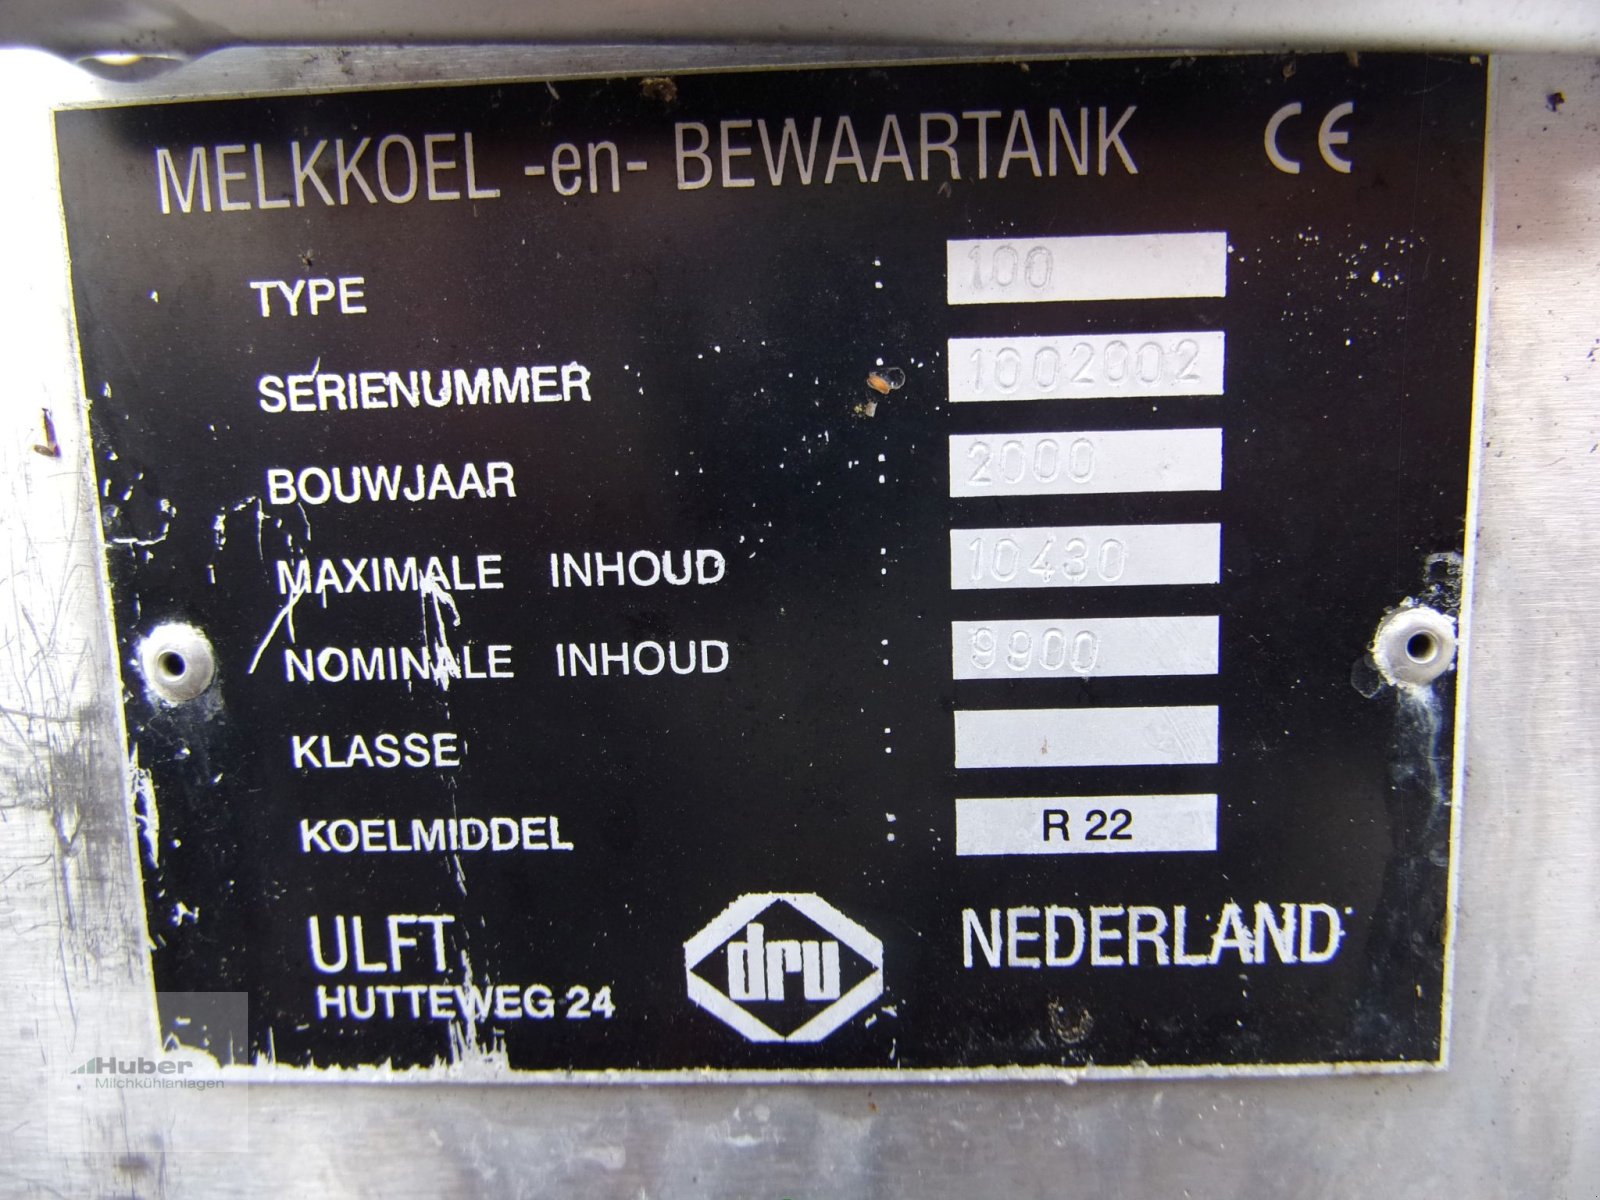 MELKKOEL -en- BEWAARTANK CE
TYPE : 100
SERIENUMMER : 1002802
BOUWJAAR : 2000
MAXIMALE INHOUD : 10430
NOMINALE INHOUD : 9900
KLASSE :
KOELMIDDEL : R 22
ULFT dru NEDERLAND
HUTTEWEG 24
Huber
Milchkühlanlagen